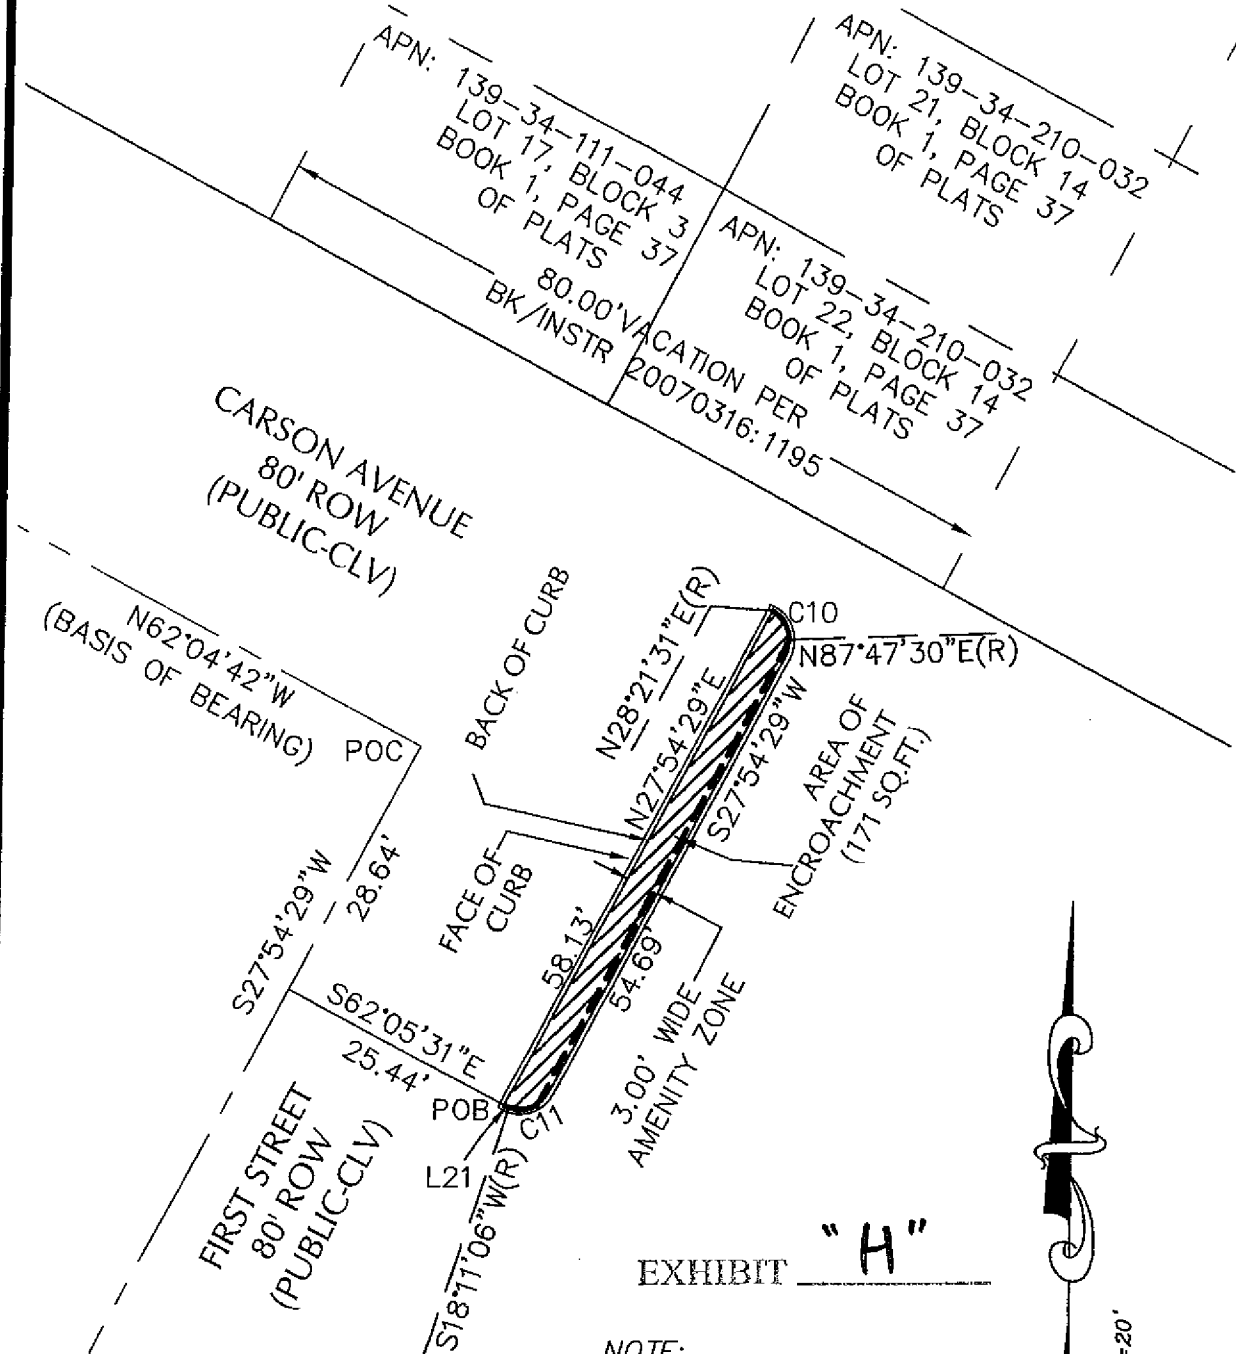 APN: 139-34-111-044
LOT 17, BLOCK 3
BOOK 1, PAGE 37
OF PLATS
APN: 139-34-210-032
LOT 21, BLOCK 14
BOOK 1, PAGE 37
OF PLATS
APN: 139-34-210-032
LOT 22, BLOCK 14
BOOK 1, PAGE 37
OF PLATS
80.00'VACATION PER
BK/INSTR 20070316:1195
CARSON AVENUE
80' ROW
(PUBLIC-CLV)
N62°04'42"W
(BASIS OF BEARING)
POC
BACK OF CURB
N28°21'31"E(R)
C10
N87°47'30"E(R)
N27°54'29"E
S27°54'29"W
AREA OF
ENCROACHMENT
(171 SQ.FT.)
FACE OF
CURB
S27°54'29"W
28.64'
58.13'
54.69'
S62°05'31"E
25.44'
3.00' WIDE
AMENITY ZONE
POB
C11
L21
S18°11'06"W(R)
FIRST STREET
80' ROW
(PUBLIC-CLV)
EXHIBIT "H"
NOTE:
=20'